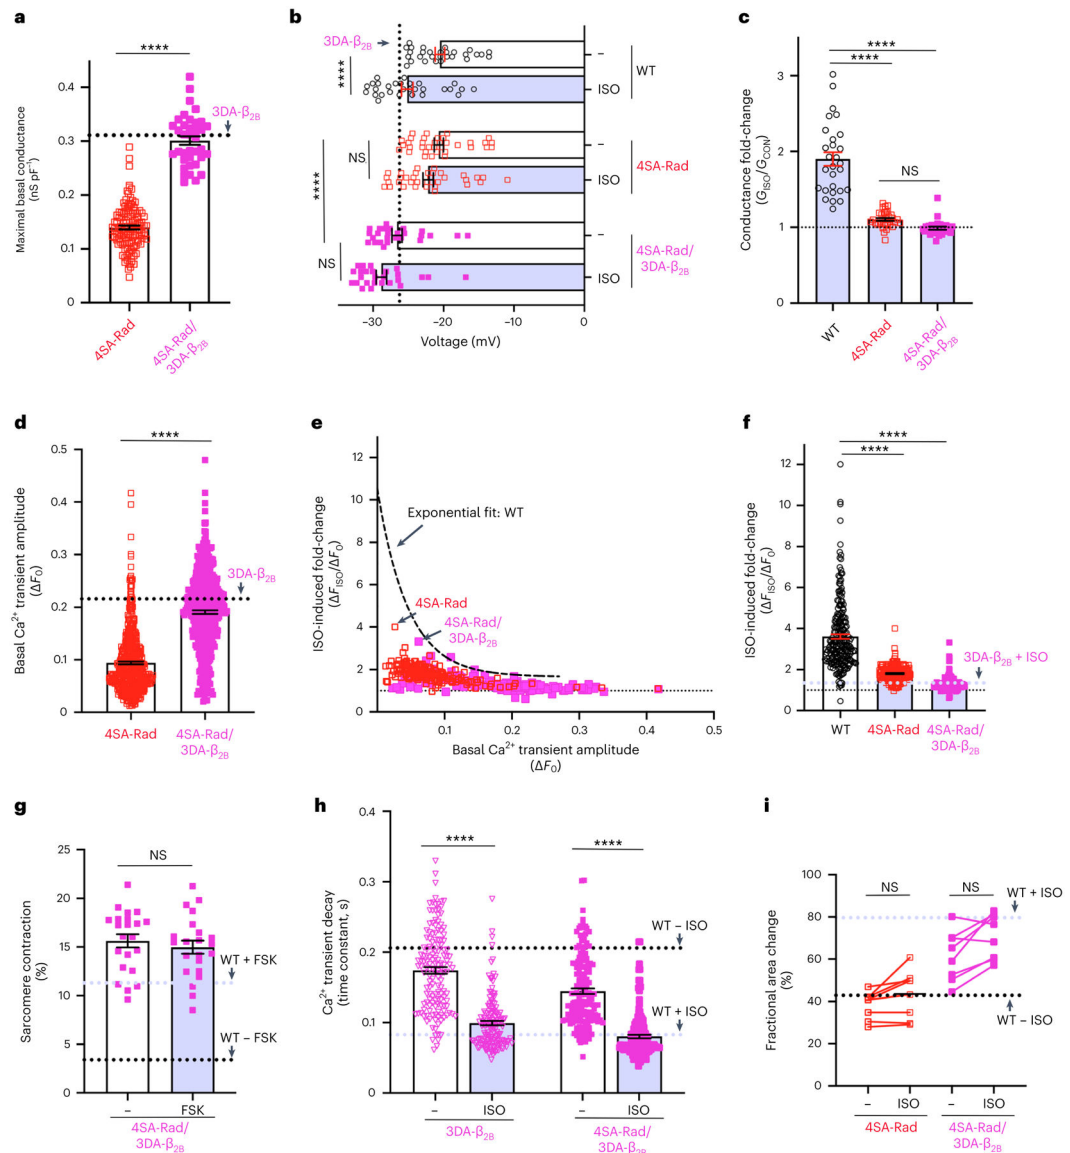 a
****
0.4
0.3
0.2
0.1
0
Maximal basal conductance
(nS pF⁻¹)
3DA-β2B
4SA-Rad
4SA-Rad/
3DA-β2B
b
3DA-β2B
****
****
NS
NS
–
ISO
WT
–
ISO
4SA-Rad
–
ISO
4SA-Rad/
3DA-β2B
–30
–20
–10
0
Voltage (mV)
c
****
****
NS
3
2
1
0
Conductance fold-change
(GISO/GCON)
WT
4SA-Rad
4SA-Rad/
3DA-β2B
d
****
0.5
0.4
0.3
0.2
0.1
0
Basal Ca²⁺ transient amplitude
(ΔF0)
3DA-β2B
4SA-Rad
4SA-Rad/
3DA-β2B
e
12
10
8
6
4
2
0
ISO-induced fold-change
(ΔFISO/ΔF0)
Exponential fit: WT
4SA-Rad
4SA-Rad/
3DA-β2B
0.1
0.2
0.3
0.4
0.5
Basal Ca²⁺ transient amplitude
(ΔF0)
f
****
****
12
10
8
6
4
2
0
ISO-induced fold-change
(ΔFISO/ΔF0)
3DA-β2B + ISO
WT
4SA-Rad
4SA-Rad/
3DA-β2B
g
NS
25
20
15
10
5
0
Sarcomere contraction
(%)
WT + FSK
WT – FSK
–
FSK
4SA-Rad/
3DA-β2B
h
****
****
0.4
0.3
0.2
0.1
0
Ca²⁺ transient decay
(time constant, s)
WT – ISO
WT + ISO
–
ISO
–
ISO
3DA-β2B
4SA-Rad/
3DA-β2B
i
NS
NS
100
80
60
40
20
0
Fractional area change
(%)
WT + ISO
WT – ISO
–
ISO
–
ISO
4SA-Rad
4SA-Rad/
3DA-β2B